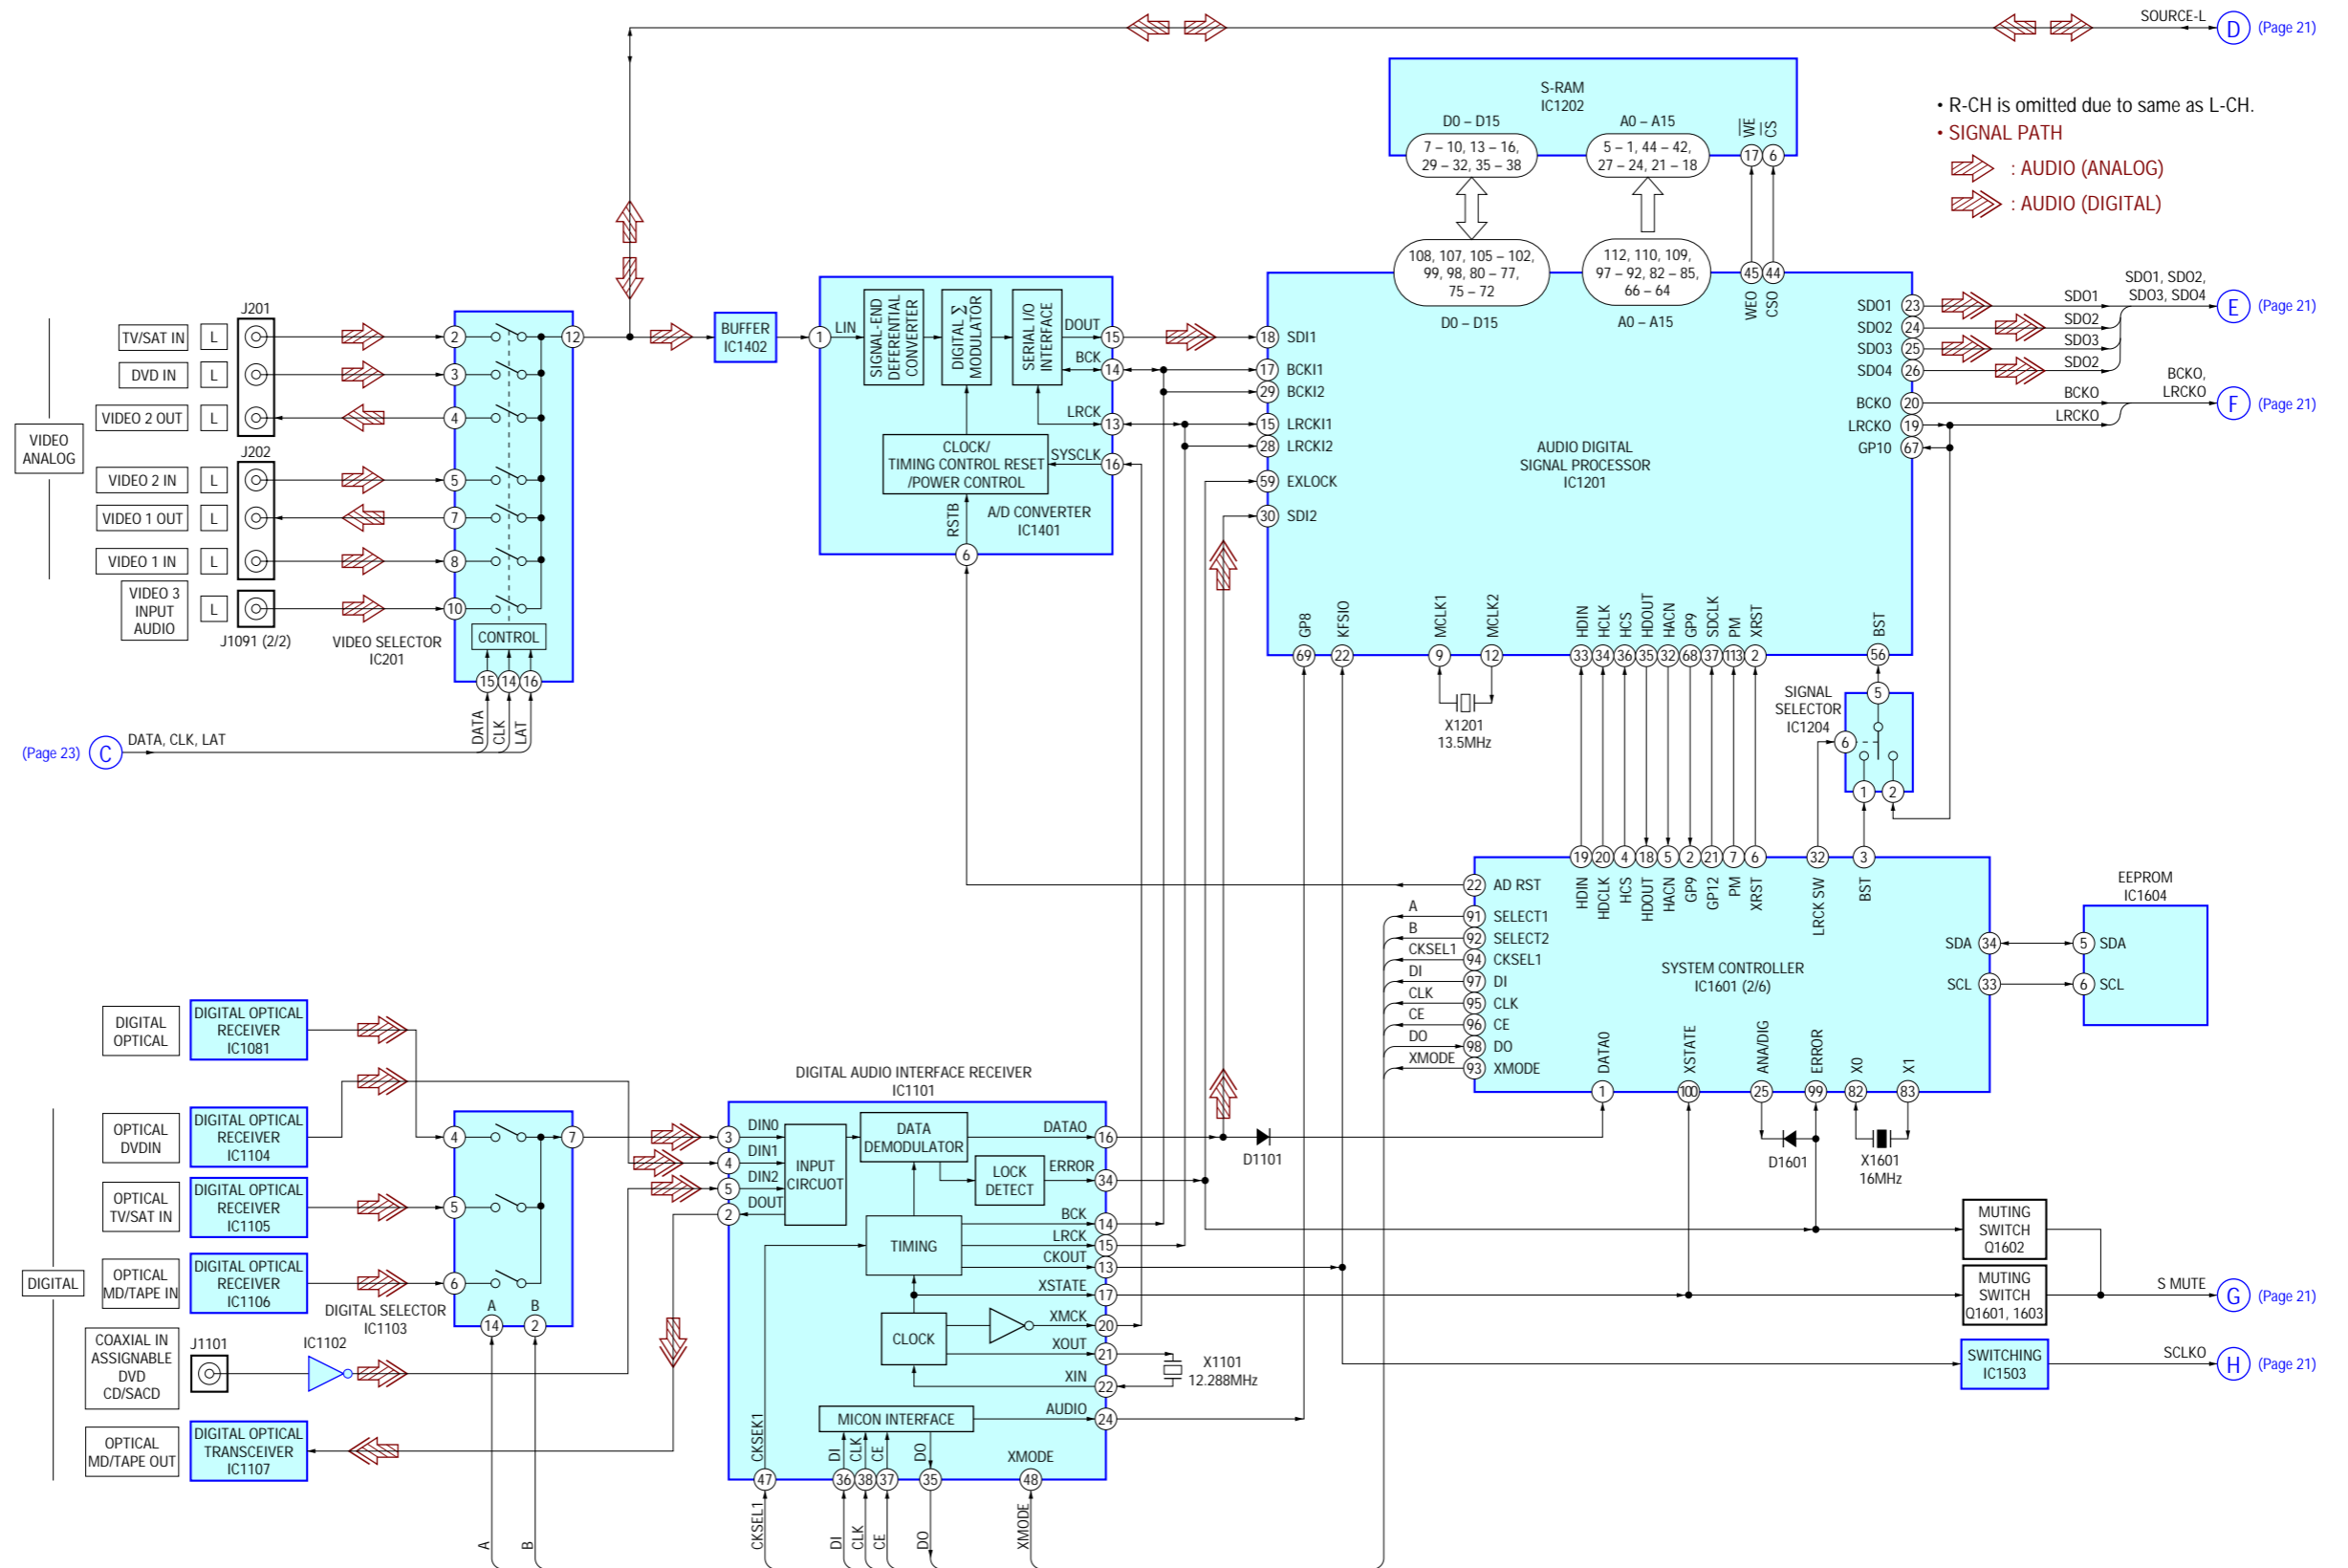 SOURCE-L
D
(Page 21)
S-RAM
IC1202
D0 – D15
A0 – A15
WE
CS
7 – 10, 13 – 16,
29 – 32, 35 – 38
5 – 1, 44 – 42,
27 – 24, 21 – 18
17
6
• R-CH is omitted due to same as L-CH.
• SIGNAL PATH
: AUDIO (ANALOG)
: AUDIO (DIGITAL)
108, 107, 105 – 102,
99, 98, 80 – 77,
75 – 72
112, 110, 109,
97 – 92, 82 – 85,
66 – 64
45
44
D0 – D15
A0 – A15
WEO
CSO
VIDEO
ANALOG
J201
TV/SAT IN
L
2
DVD IN
L
3
VIDEO 2 OUT
L
4
J202
VIDEO 2 IN
L
5
VIDEO 1 OUT
L
7
VIDEO 1 IN
L
8
VIDEO 3
INPUT
AUDIO
L
10
J1091 (2/2)
12
CONTROL
VIDEO SELECTOR
IC201
15
14
16
DATA
CLK
LAT
(Page 23)
C
DATA, CLK, LAT
BUFFER
IC1402
1
LIN
SIGNAL-END
DEFERENTIAL
CONVERTER
DIGITAL Σ
MODULATOR
SERIAL I/O
INTERFACE
DOUT
15
BCK
14
LRCK
13
CLOCK/
TIMING CONTROL RESET
/POWER CONTROL
SYSCLK
16
RSTB
6
A/D CONVERTER
IC1401
18
SDI1
17
BCKI1
29
BCKI2
15
LRCKI1
28
LRCKI2
59
EXLOCK
30
SDI2
AUDIO DIGITAL
SIGNAL PROCESSOR
IC1201
SDO1
23
SDO2
24
SDO3
25
SDO4
26
BCKO
20
LRCKO
19
GP10
67
SDO1
SDO2
SDO3
SDO2
SDO1, SDO2,
SDO3, SDO4
E
(Page 21)
BCKO
LRCKO
BCKO,
LRCKO
F
(Page 21)
GP8
KFSIO
MCLK1
MCLK2
HDIN
HCLK
HCS
HDOUT
HACN
GP9
SDCLK
PM
XRST
BST
69
22
9
12
33
34
36
35
32
68
37
113
2
56
X1201
13.5MHz
SIGNAL
SELECTOR
IC1204
5
6
1
2
19
20
4
18
5
2
21
7
6
32
3
HDIN
HDCLK
HCS
HDOUT
HACN
GP9
GP12
PM
XRST
LRCK SW
BST
22
AD RST
A
91
SELECT1
B
92
SELECT2
CKSEL1
94
CKSEL1
DI
97
DI
CLK
95
CLK
CE
96
CE
DO
98
DO
XMODE
93
XMODE
SYSTEM CONTROLLER
IC1601 (2/6)
SDA
34
SCL
33
EEPROM
IC1604
5
SDA
6
SCL
DATA0
XSTATE
ANA/DIG
ERROR
X0
X1
1
100
25
99
82
83
D1601
X1601
16MHz
DIGITAL
DIGITAL
OPTICAL
DIGITAL OPTICAL
RECEIVER
IC1081
OPTICAL
DVDIN
DIGITAL OPTICAL
RECEIVER
IC1104
OPTICAL
TV/SAT IN
DIGITAL OPTICAL
RECEIVER
IC1105
OPTICAL
MD/TAPE IN
DIGITAL OPTICAL
RECEIVER
IC1106
COAXIAL IN
ASSIGNABLE
DVD
CD/SACD
J1101
IC1102
OPTICAL
MD/TAPE OUT
DIGITAL OPTICAL
TRANSCEIVER
IC1107
4
5
6
7
A
B
14
2
DIGITAL SELECTOR
IC1103
A
B
DIGITAL AUDIO INTERFACE RECEIVER
IC1101
3
DIN0
4
DIN1
5
DIN2
2
DOUT
INPUT
CIRCUOT
DATA
DEMODULATOR
LOCK
DETECT
TIMING
CLOCK
MICON INTERFACE
DATAO
16
ERROR
34
BCK
14
LRCK
15
CKOUT
13
XSTATE
17
XMCK
20
XOUT
21
XIN
22
AUDIO
24
D1101
X1101
12.288MHz
CKSEK1
DI
CLK
CE
DO
XMODE
47
36
38
37
35
48
CKSEL1
DI
CLK
CE
DO
XMODE
MUTING
SWITCH
Q1602
MUTING
SWITCH
Q1601, 1603
S MUTE
G
(Page 21)
SWITCHING
IC1503
SCLKO
H
(Page 21)